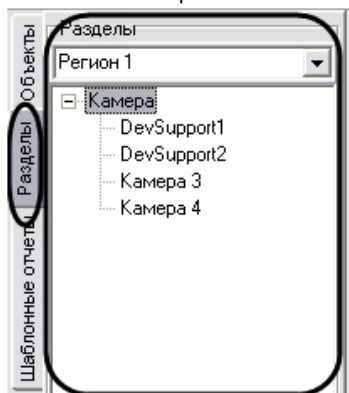 Объекты
Разделы
Шаблонные отчеты
Разделы
Регион 1
Камера
DevSupport1
DevSupport2
Камера 3
Камера 4